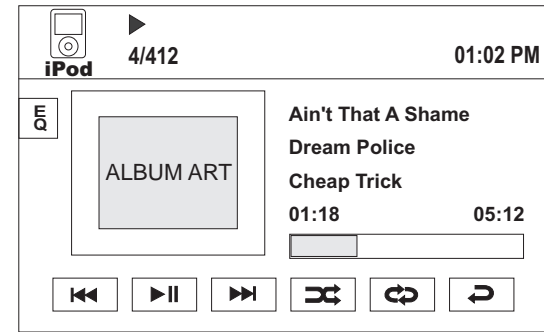 iPod
4/412
01:02 PM
EQ
ALBUM ART
Ain't That A Shame
Dream Police
Cheap Trick
01:18 05:12